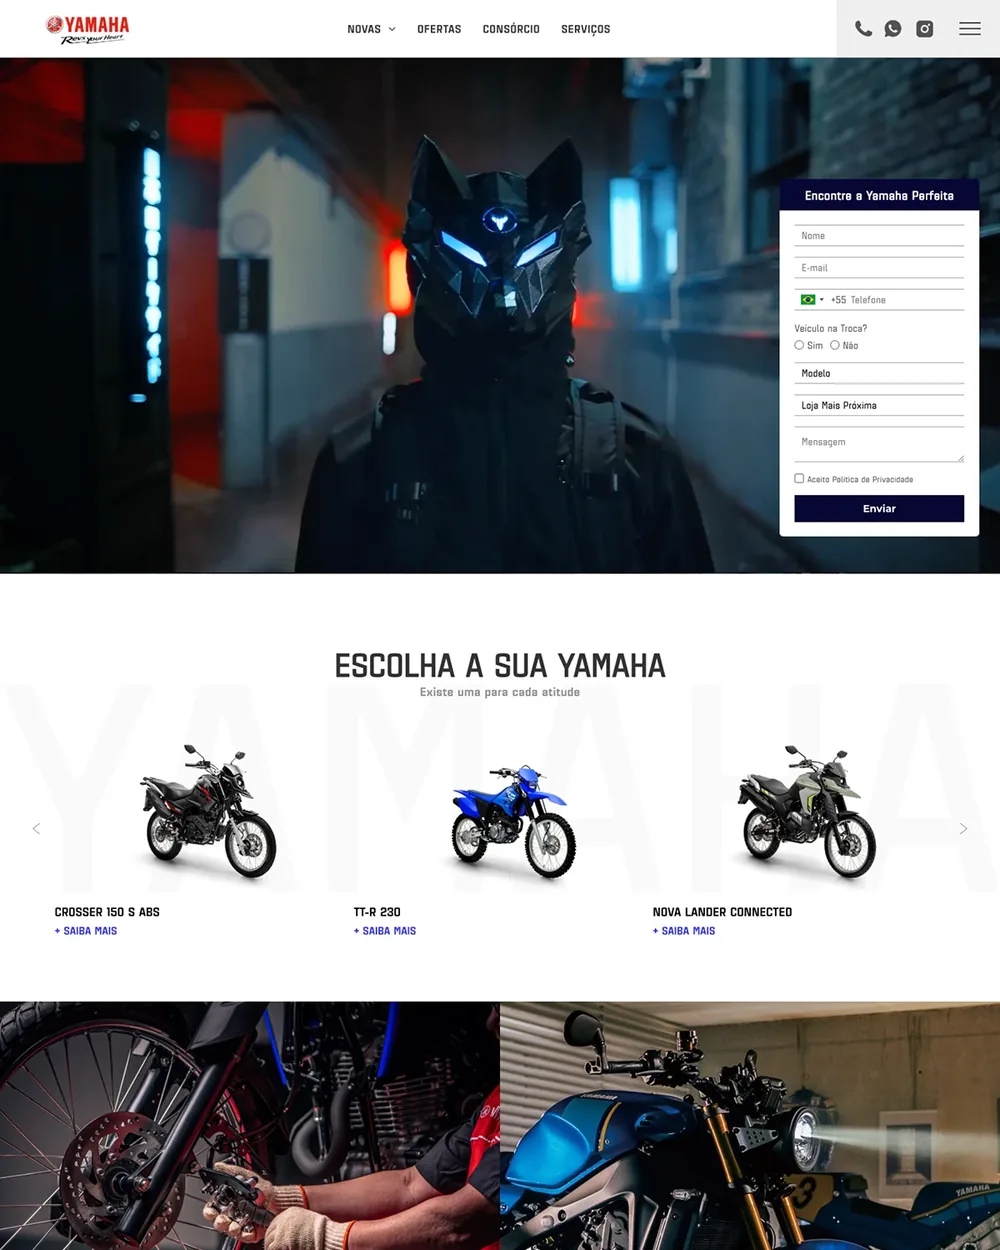 YAMAHA
Revs Your Heart
NOVAS
OFERTAS
CONSÓRCIO
SERVIÇOS
Encontre a Yamaha Perfeita
Nome
E-mail
+55 Telefone
Veículo na Troca?
Sim
Não
Modelo
Loja Mais Próxima
Mensagem
Aceito Política de Privacidade
Enviar
ESCOLHA A SUA YAMAHA
Existe uma para cada atitude
YAMAHA
CROSSER 150 S ABS
+ SAIBA MAIS
TT-R 230
+ SAIBA MAIS
NOVA LANDER CONNECTED
+ SAIBA MAIS
YAMAHA
3
YAMAHA